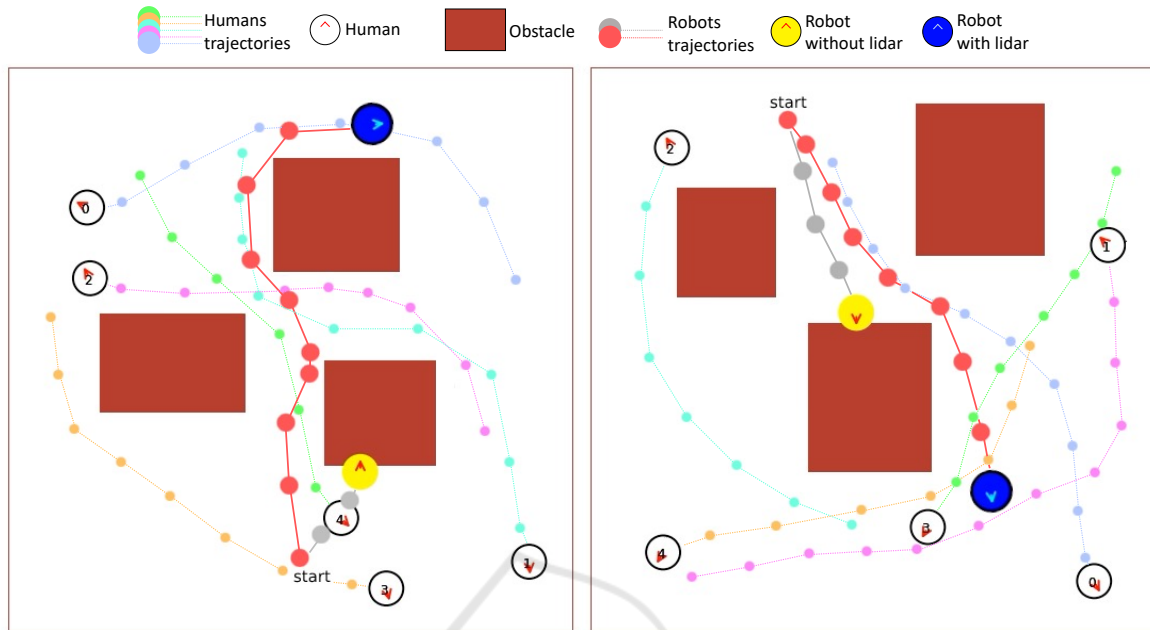 Humans
trajectories
Human
Obstacle
Robots
trajectories
Robot
without lidar
Robot
with lidar
0
2
4
3
1
start
start
2
1
3
4
0